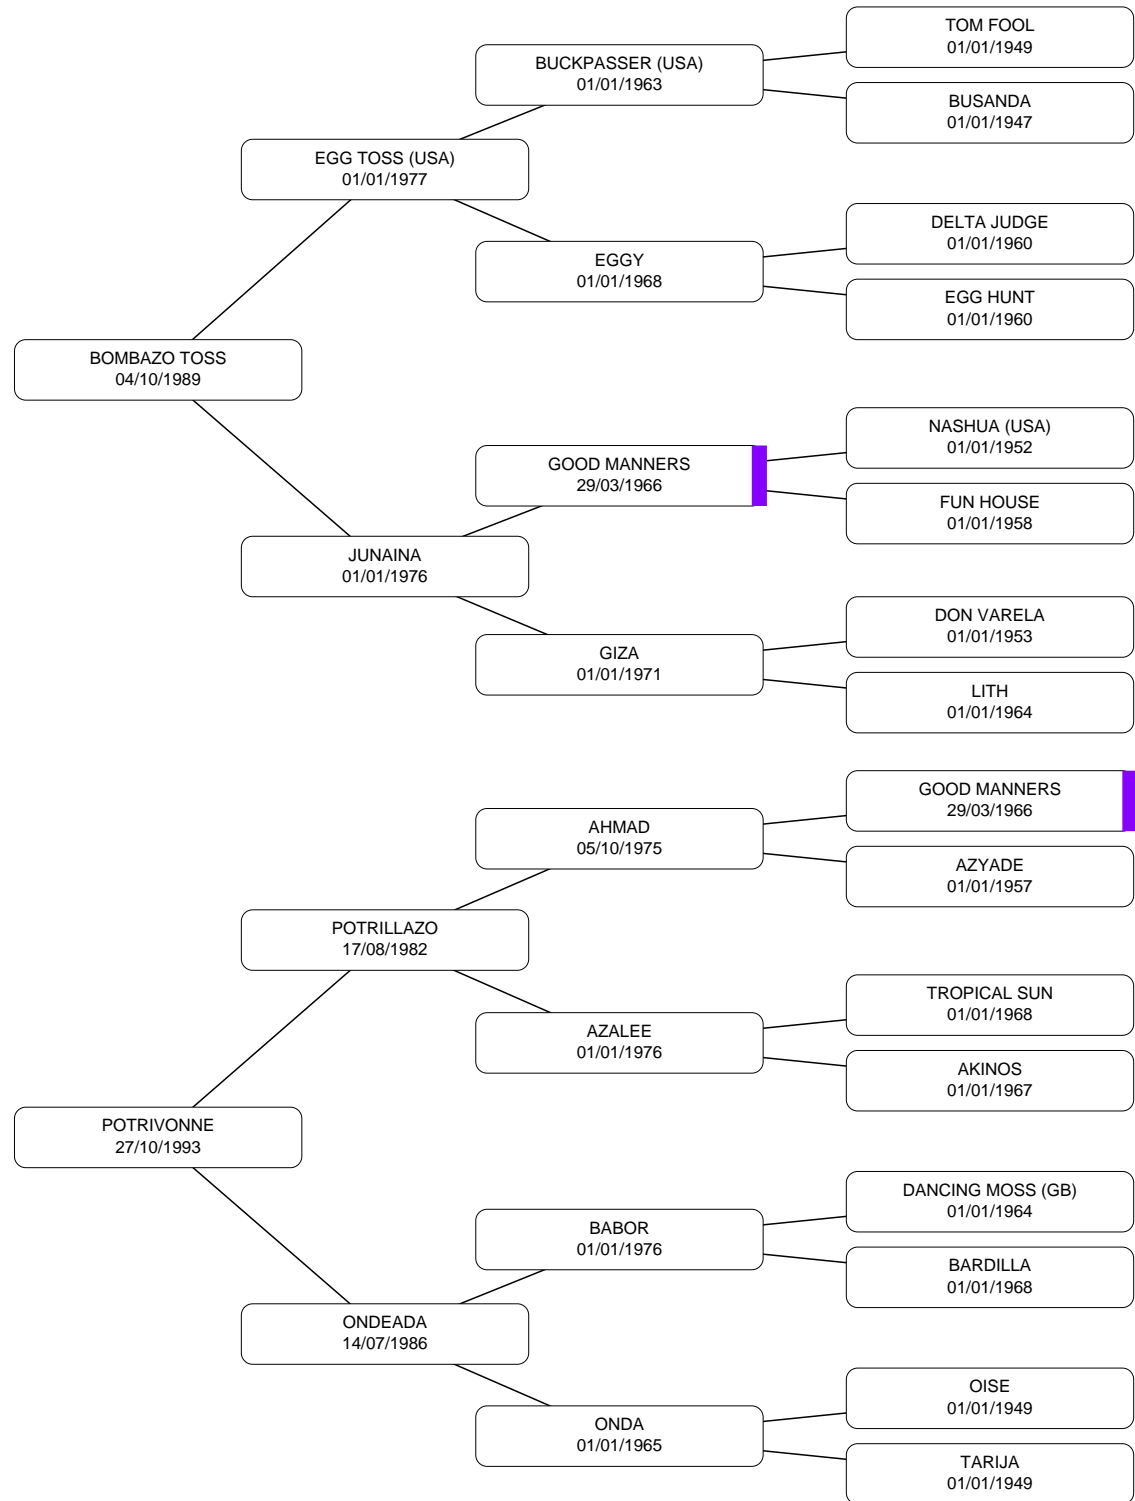 TOM FOOL
01/01/1949
BUCKPASSER (USA)
01/01/1963
BUSANDA
01/01/1947
EGG TOSS (USA)
01/01/1977
DELTA JUDGE
01/01/1960
EGGY
01/01/1968
EGG HUNT
01/01/1960
BOMBAZO TOSS
04/10/1989
NASHUA (USA)
01/01/1952
GOOD MANNERS
29/03/1966
FUN HOUSE
01/01/1958
JUNAINA
01/01/1976
DON VARELA
01/01/1953
GIZA
01/01/1971
LITH
01/01/1964
GOOD MANNERS
29/03/1966
AHMAD
05/10/1975
AZYADE
01/01/1957
POTRILLAZO
17/08/1982
TROPICAL SUN
01/01/1968
AZALEE
01/01/1976
AKINOS
01/01/1967
POTRIVONNE
27/10/1993
DANCING MOSS (GB)
01/01/1964
BABOR
01/01/1976
BARDILLA
01/01/1968
ONDEADA
14/07/1986
OISE
01/01/1949
ONDA
01/01/1965
TARIJA
01/01/1949